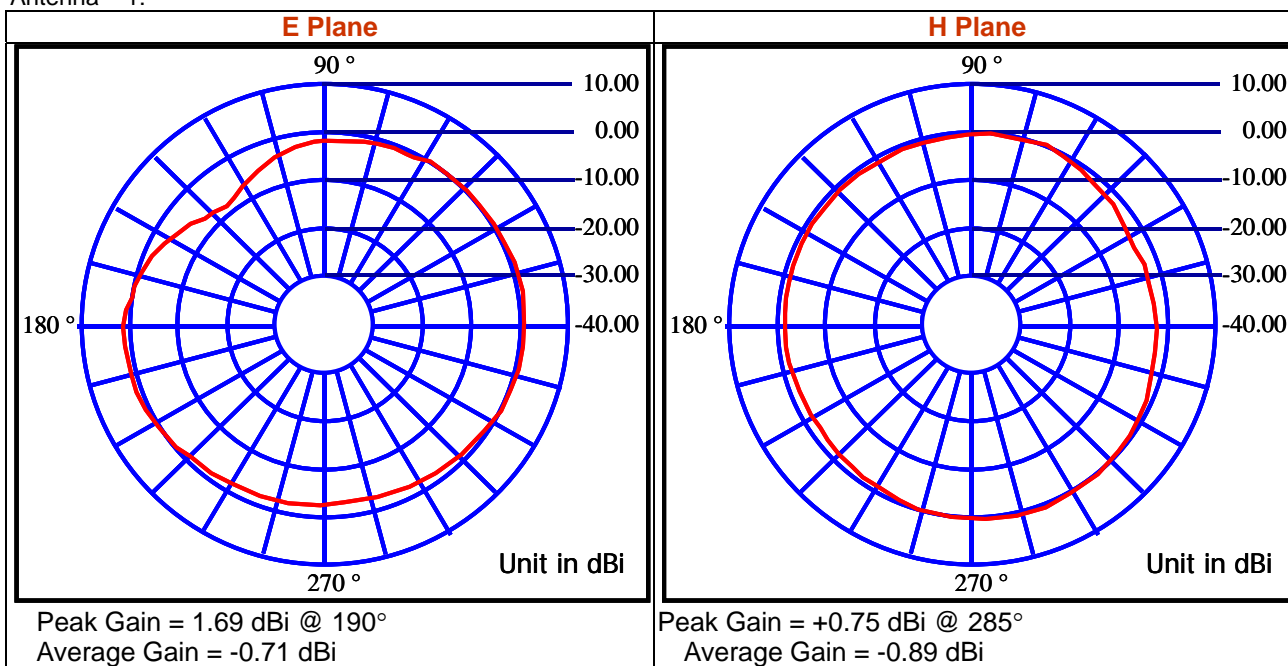 E Plane
H Plane
90 °
10.00
0.00
-10.00
-20.00
-30.00
180 °
-40.00
Unit in dBi
270 °
90 °
10.00
0.00
-10.00
-20.00
-30.00
180 °
-40.00
Unit in dBi
270 °
Peak Gain = 1.69 dBi @ 190°
Average Gain = -0.71 dBi
Peak Gain = +0.75 dBi @ 285°
Average Gain = -0.89 dBi